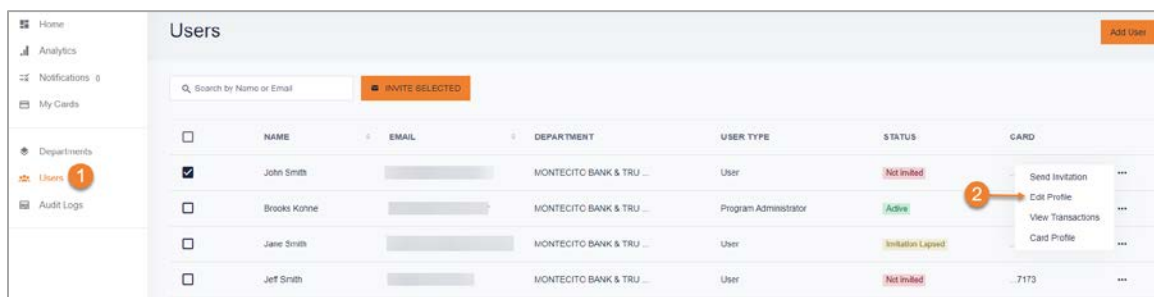 Home
Analytics
Notifications 0
My Cards
Departments
Users 1
Audit Logs
Users
Add User
Search by Name or Email
INVITE SELECTED
NAME EMAIL DEPARTMENT USER TYPE STATUS CARD
John Smith MONTECITO BANK & TRU ... User Not Invited ...
Brooks Kohne MONTECITO BANK & TRU ... Program Administrator Active ...
Jane Smith MONTECITO BANK & TRU ... User Invitation Lapsed ...
Jeff Smith MONTECITO BANK & TRU ... User Not Invited ...7173 ...
Send Invitation
2 Edit Profile
View Transactions
Card Profile